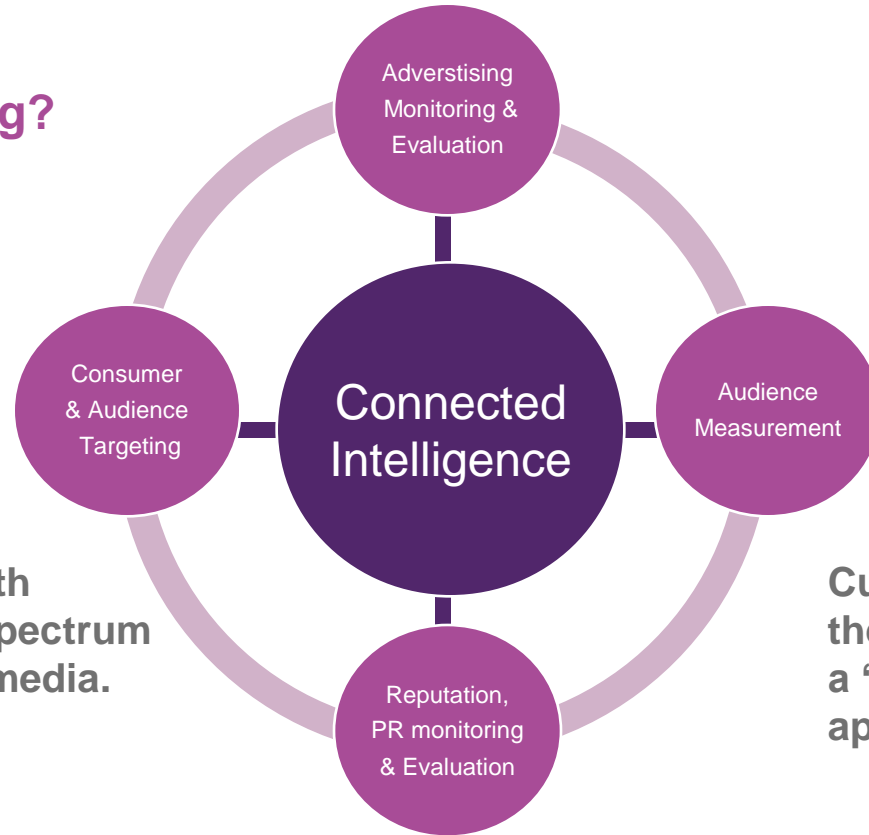 g?
Adverstising
Monitoring &
Evaluation
Consumer
& Audience
Targeting
Connected
Intelligence
Audience
Measurement
th
spectrum
media.
Cu
the
a ‘
ap
Reputation,
PR monitoring
& Evaluation